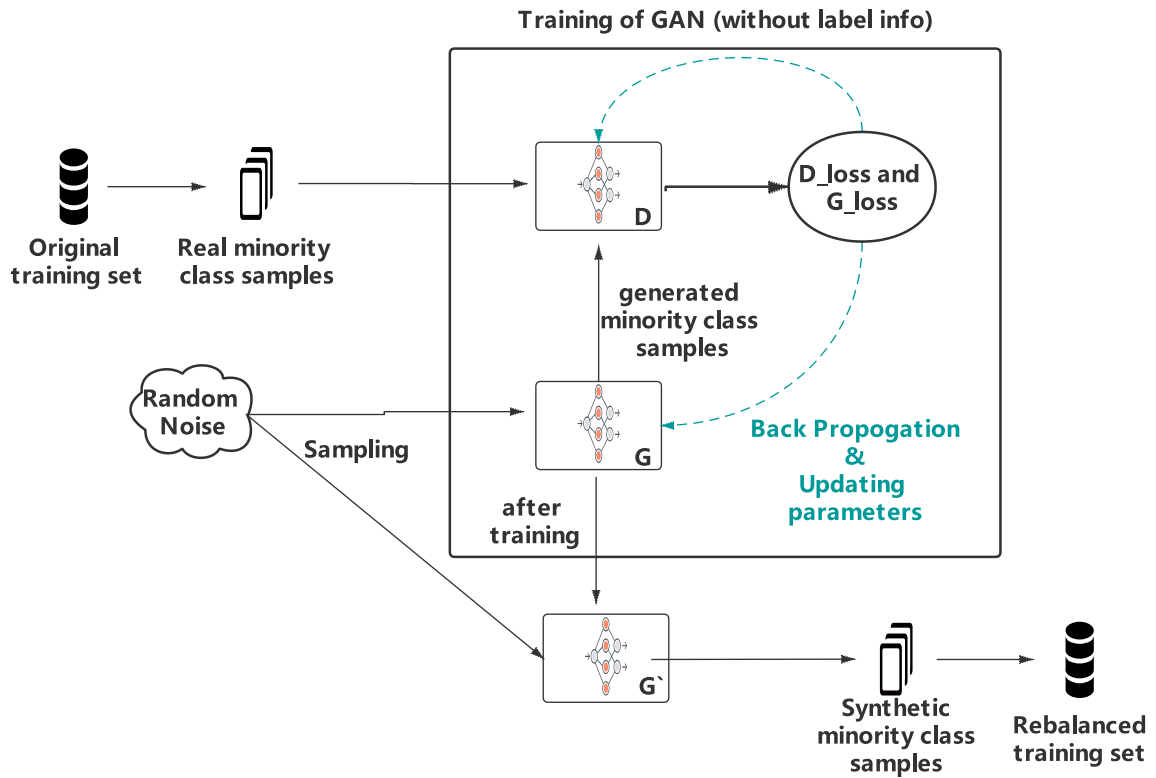 Training of GAN (without label info)
D_loss and
G_loss
D
Original
training set
Real minority
class samples
generated
minority class
samples
Random
Noise
Sampling
G
Back Propogation
&
Updating
parameters
after
training
G`
Synthetic
minority class
samples
Rebalanced
training set